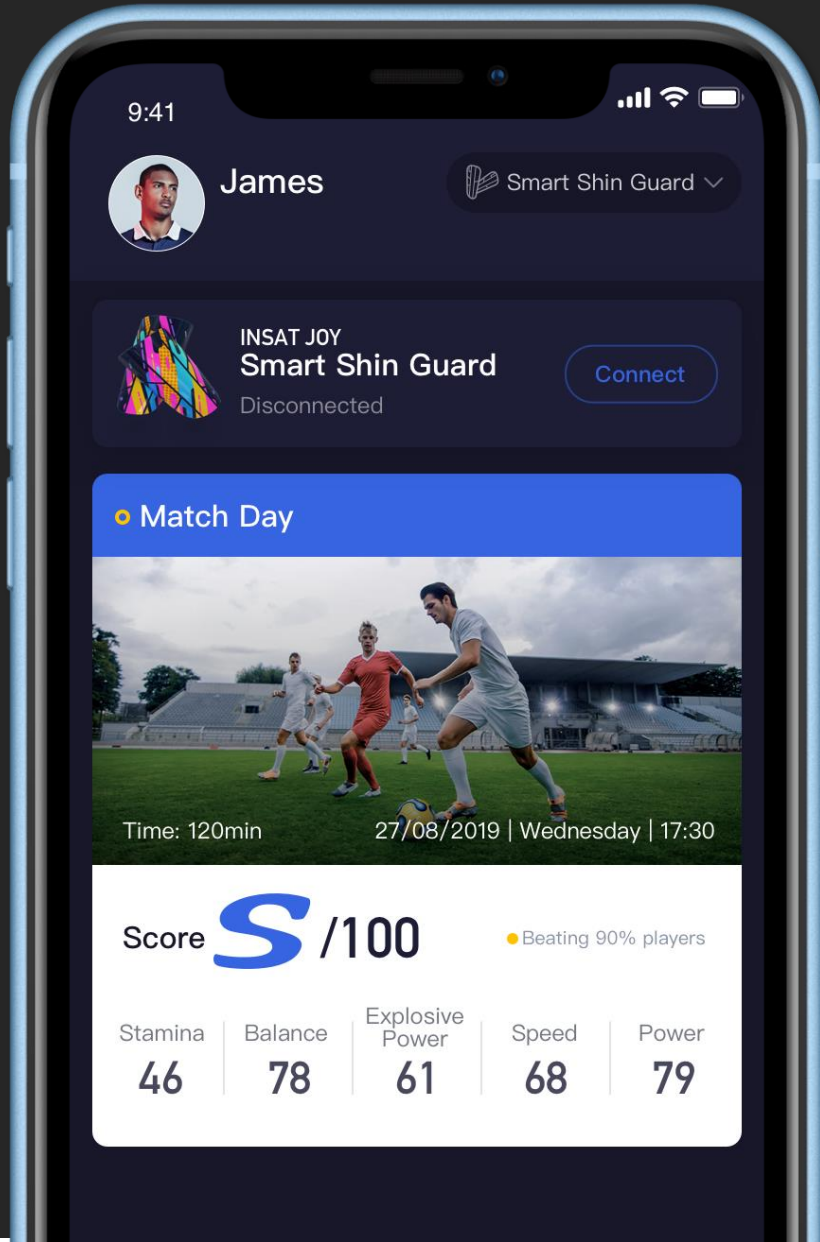 9:41
James
Smart Shin Guard
INSAT JOY
Smart Shin Guard
Disconnected
Connect
Match Day
Time: 120min
27/08/2019 | Wednesday | 17:30
Score S /100
Beating 90% players
Stamina
46
Balance
78
Explosive
Power
61
Speed
68
Power
79